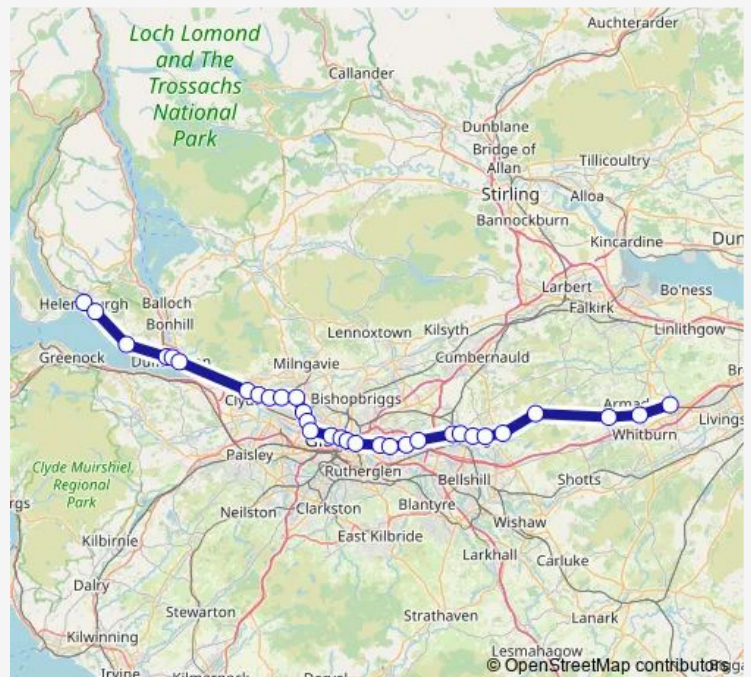 Auchterarder
Loch Lomond
and The
Trossachs
National
Park
Callander
Dunblane
Bridge of
Allan
Tillicoultry
Stirling
Alloa
Bannockburn
Kincardine
Larbert
Bo'ness
Falkirk
Linlithgow
Balloch
Bonhill
Greenock
Lennoxtown
Kilsyth
Cumbernauld
Milngavie
Bishopbriggs
Whitburn
Paisley
Rutherglen
Clyde Muirshiel
Regional
Park
Bellshill
Shotts
Neilston
Clarkston
Blantyre
Wishaw
East Kilbride
Kilbirnie
Larkhall
Carluke
Dalry
Stewarton
Strathaven
Lanark
Kilwinning
Lesmahagow
© OpenStreetMap contributors